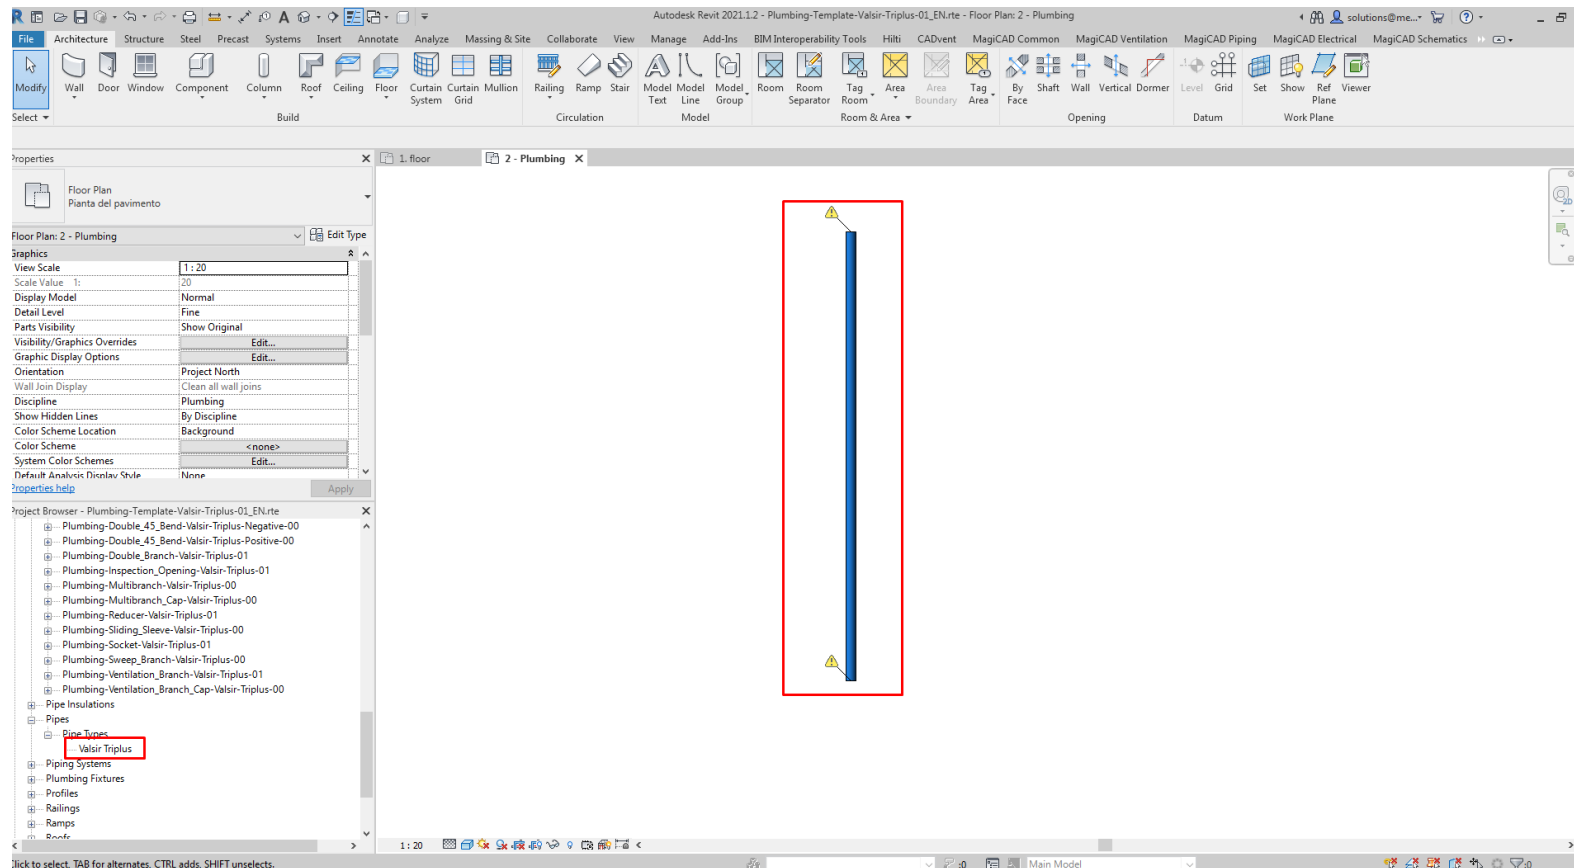 Autodesk Revit 2021.1.2 - Plumbing-Template-Valsir-Triplus-01_EN.rte - Floor Plan: 2 - Plumbing
solutions@me...
File Architecture Structure Steel Precast Systems Insert Annotate Analyze Massing & Site Collaborate View Manage Add-Ins BIM Interoperability Tools Hilti CADvent MagiCAD Common MagiCAD Ventilation MagiCAD Piping MagiCAD Electrical MagiCAD Schematics
Modify Wall Door Window Component Column Roof Ceiling Floor Curtain System Curtain Grid Mullion Railing Ramp Stair Model Text Model Line Model Group Room Room Separator Tag Room Area Area Boundary Tag Area By Face Shaft Wall Vertical Dormer Level Grid Set Show Ref Plane Viewer
Select Build Circulation Model Room & Area Opening Datum Work Plane
Properties
1. floor
2 - Plumbing
Floor Plan
Pianta del pavimento
Floor Plan: 2 - Plumbing
Edit Type
Graphics
View Scale 1 : 20
Scale Value 1: 20
Display Model Normal
Detail Level Fine
Parts Visibility Show Original
Visibility/Graphics Overrides Edit...
Graphic Display Options Edit...
Orientation Project North
Wall Join Display Clean all wall joins
Discipline Plumbing
Show Hidden Lines By Discipline
Color Scheme Location Background
Color Scheme <none>
System Color Schemes Edit...
Default Analysis Display Style None
Properties help
Apply
Project Browser - Plumbing-Template-Valsir-Triplus-01_EN.rte
Plumbing-Double_45_Bend-Valsir-Triplus-Negative-00
Plumbing-Double_45_Bend-Valsir-Triplus-Positive-00
Plumbing-Double_Branch-Valsir-Triplus-01
Plumbing-Inspection_Opening-Valsir-Triplus-01
Plumbing-Multibranch-Valsir-Triplus-00
Plumbing-Multibranch_Cap-Valsir-Triplus-00
Plumbing-Reducer-Valsir-Triplus-01
Plumbing-Sliding_Sleeve-Valsir-Triplus-00
Plumbing-Socket-Valsir-Triplus-01
Plumbing-Sweep_Branch-Valsir-Triplus-00
Plumbing-Ventilation_Branch-Valsir-Triplus-01
Plumbing-Ventilation_Branch_Cap-Valsir-Triplus-00
Pipe Insulations
Pipes
Pipe Types
Valsir Triplus
Piping Systems
Plumbing Fixtures
Profiles
Railings
Ramps
Roofs
1 : 20
Click to select, TAB for alternates, CTRL adds, SHIFT unselects.
:0
Main Model
:0